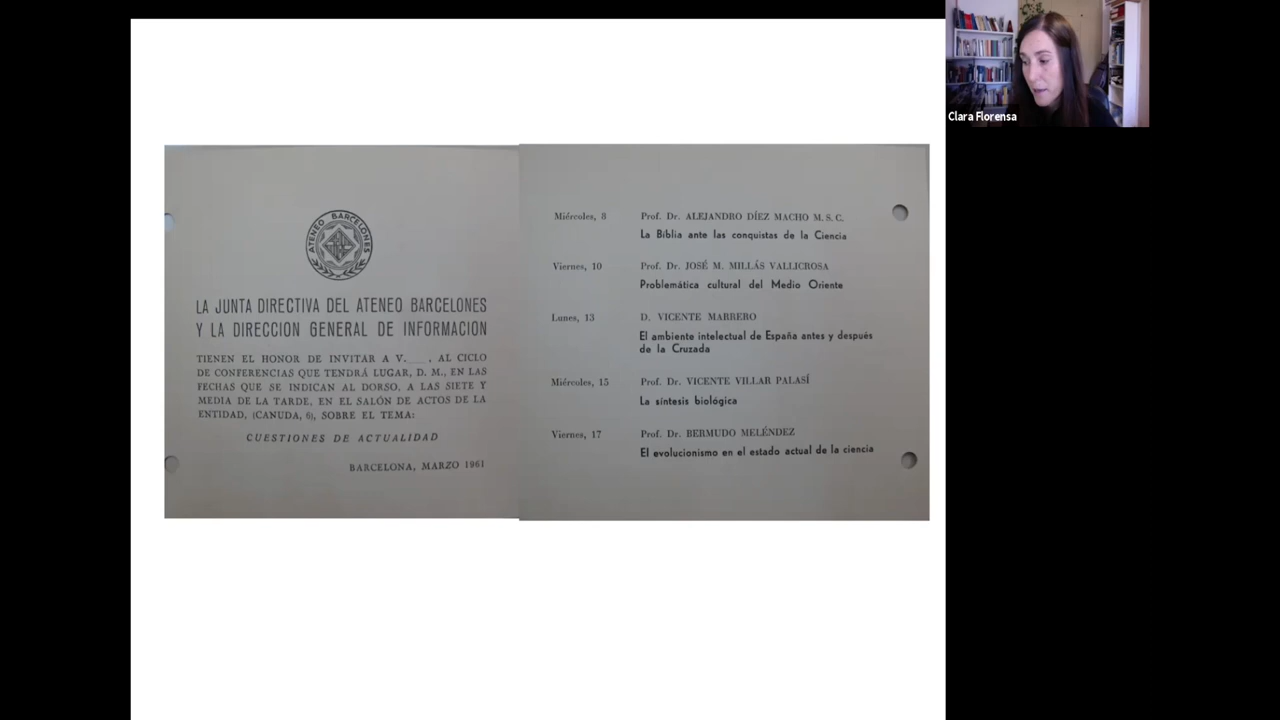 ATENEO BARCELONES
LA JUNTA DIRECTIVA DEL ATENEO BARCELONES
Y LA DIRECCION GENERAL DE INFORMACION
TIENEN EL HONOR DE INVITAR A V.___ , AL CICLO
DE CONFERENCIAS QUE TENDRÁ LUGAR, D. M., EN LAS
FECHAS QUE SE INDICAN AL DORSO, A LAS SIETE Y
MEDIA DE LA TARDE, EN EL SALÓN DE ACTOS DE LA
ENTIDAD, (CANUDA, 6), SOBRE EL TEMA:
CUESTIONES DE ACTUALIDAD
BARCELONA, MARZO 1961
Miércoles, 8 Prof. Dr. ALEJANDRO DÍEZ MACHO M. S. C.
La Biblia ante las conquistas de la Ciencia
Viernes, 10 Prof. Dr. JOSÉ M. MILLÁS VALLICROSA
Problemática cultural del Medio Oriente
Lunes, 13 D. VICENTE MARRERO
El ambiente intelectual de España antes y después
de la Cruzada
Miércoles, 15 Prof. Dr. VICENTE VILLAR PALASÍ
La síntesis biológica
Viernes, 17 Prof. Dr. BERMUDO MELÉNDEZ
El evolucionismo en el estado actual de la ciencia
Clara Florensa